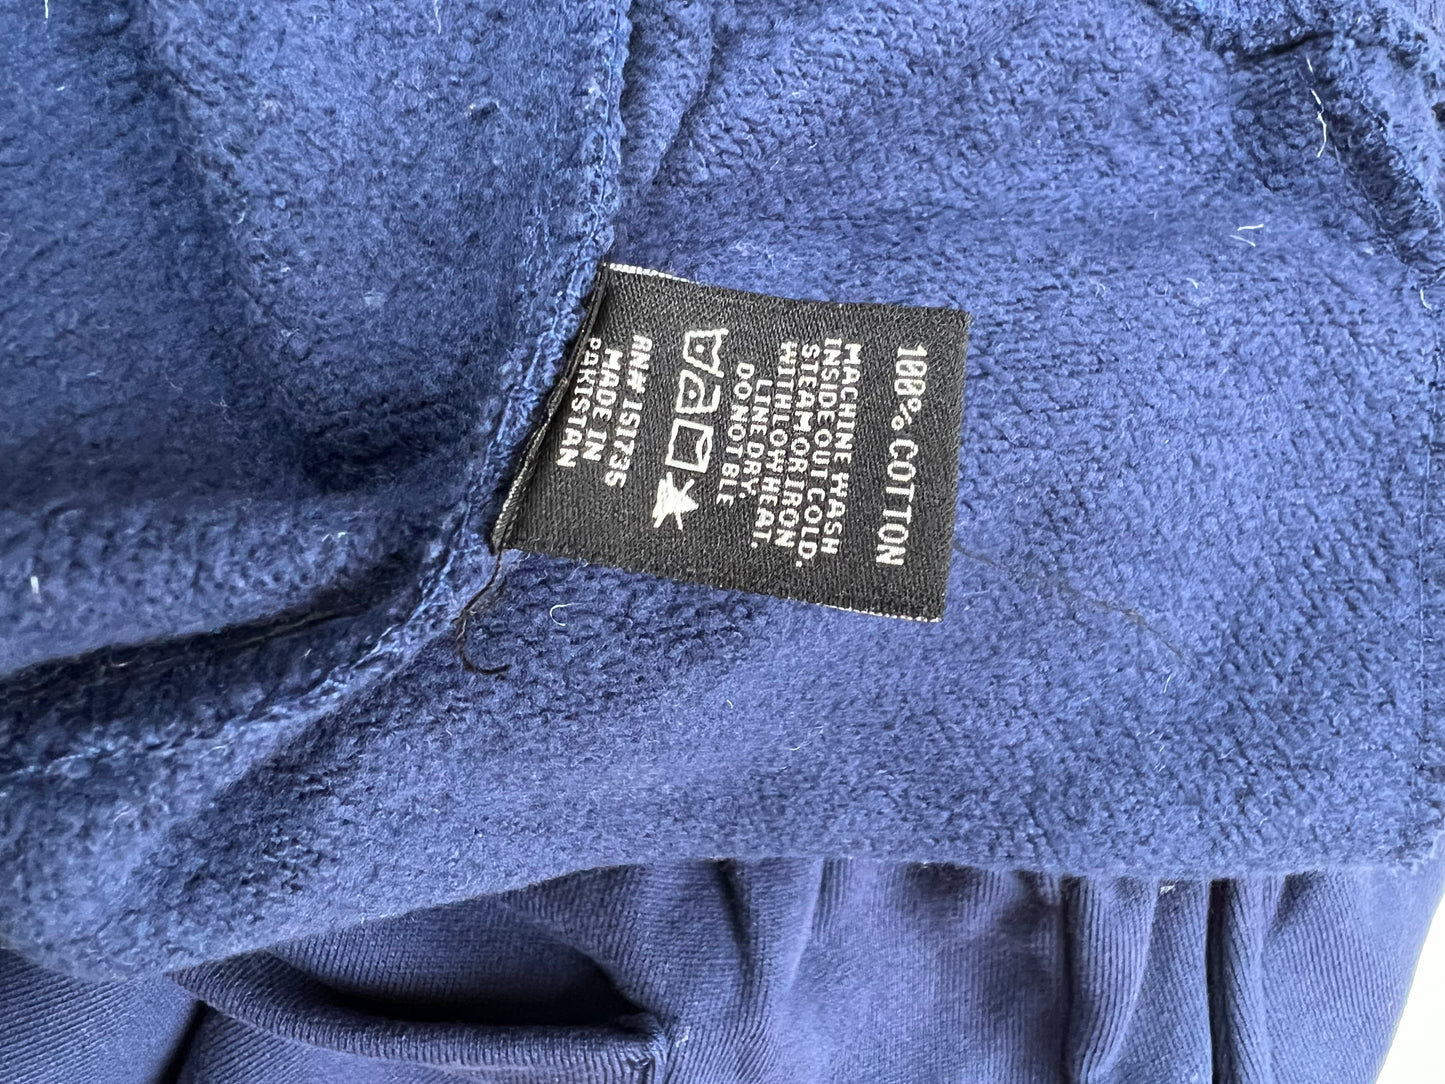 100% COTTON
MACHINE WASH
INSIDE OUT COLD.
STEAM OR IRON
WITH LOW HEAT.
LINE DRY.
DO NOT BLE
RN# 151735
MADE IN
PAKISTAN